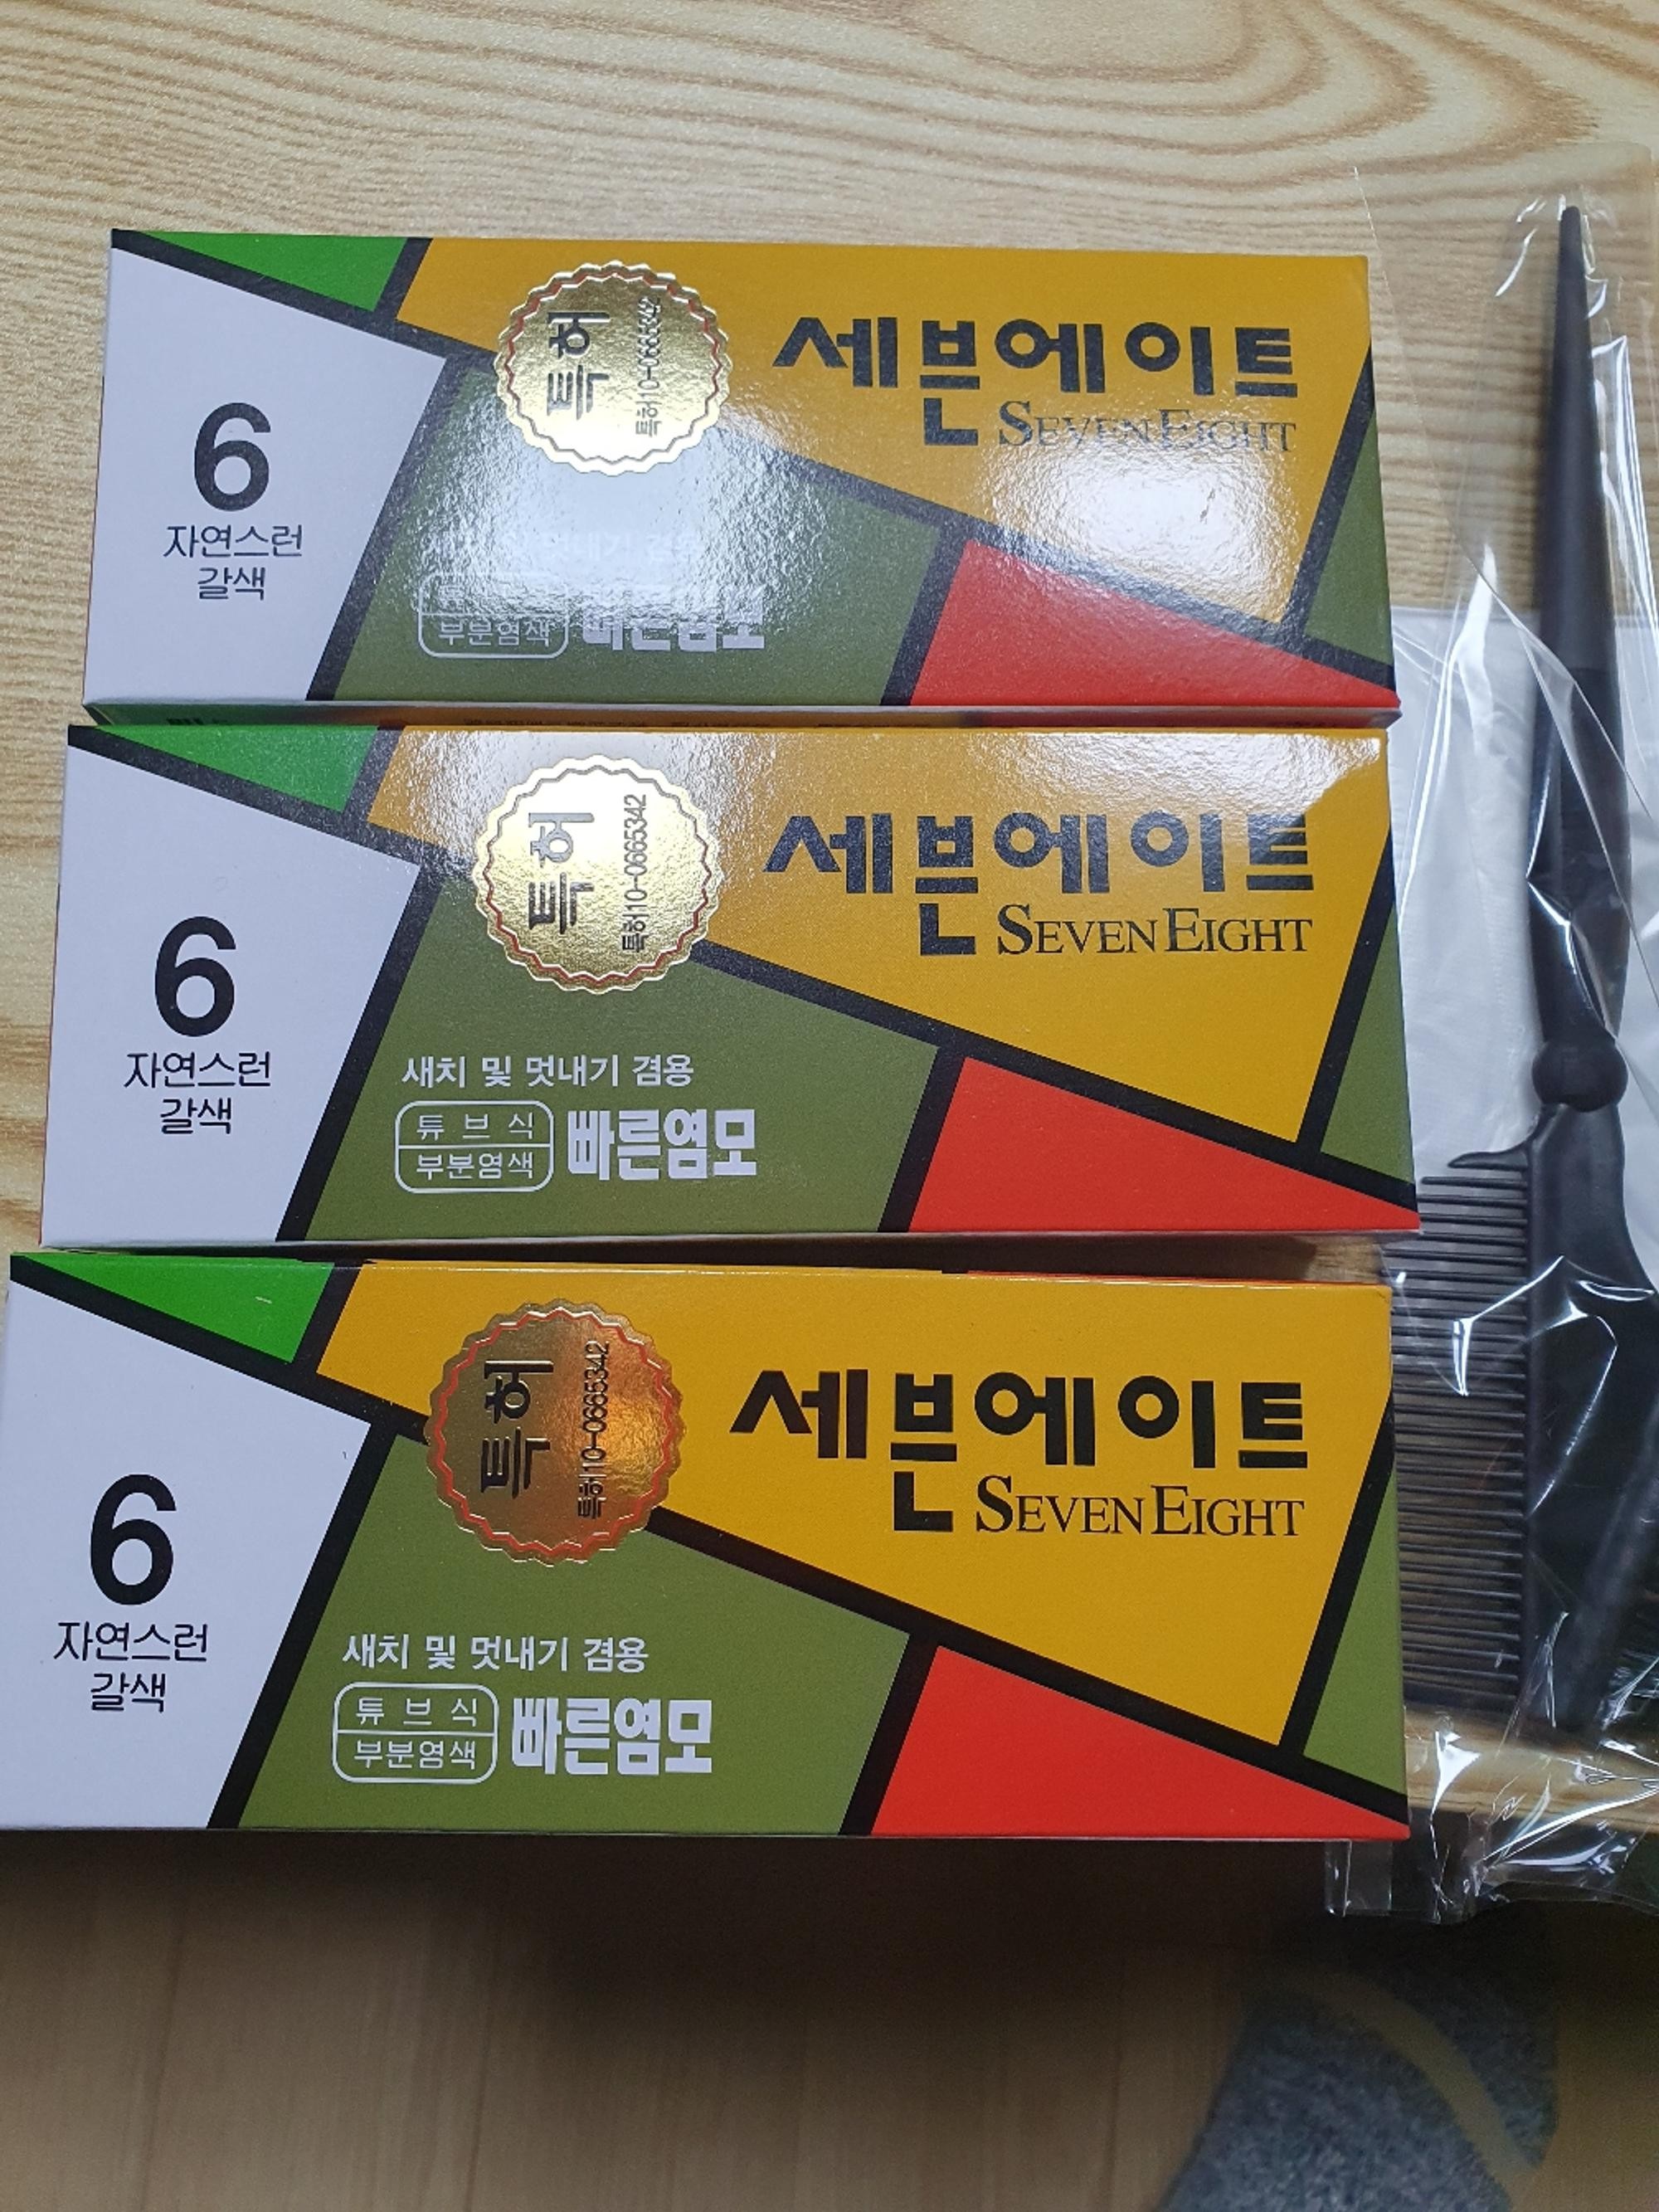 특허
특허10-0665342
세븐에이트
SEVEN EIGHT
6
자연스런
갈색
멋내기 겸용
부분염색
빠른염모
특허
특허10-0665342
세븐에이트
SEVEN EIGHT
6
자연스런
갈색
새치 및 멋내기 겸용
튜브식
부분염색
빠른염모
특허
특허10-0665342
세븐에이트
SEVEN EIGHT
6
자연스런
갈색
새치 및 멋내기 겸용
튜브식
부분염색
빠른염모